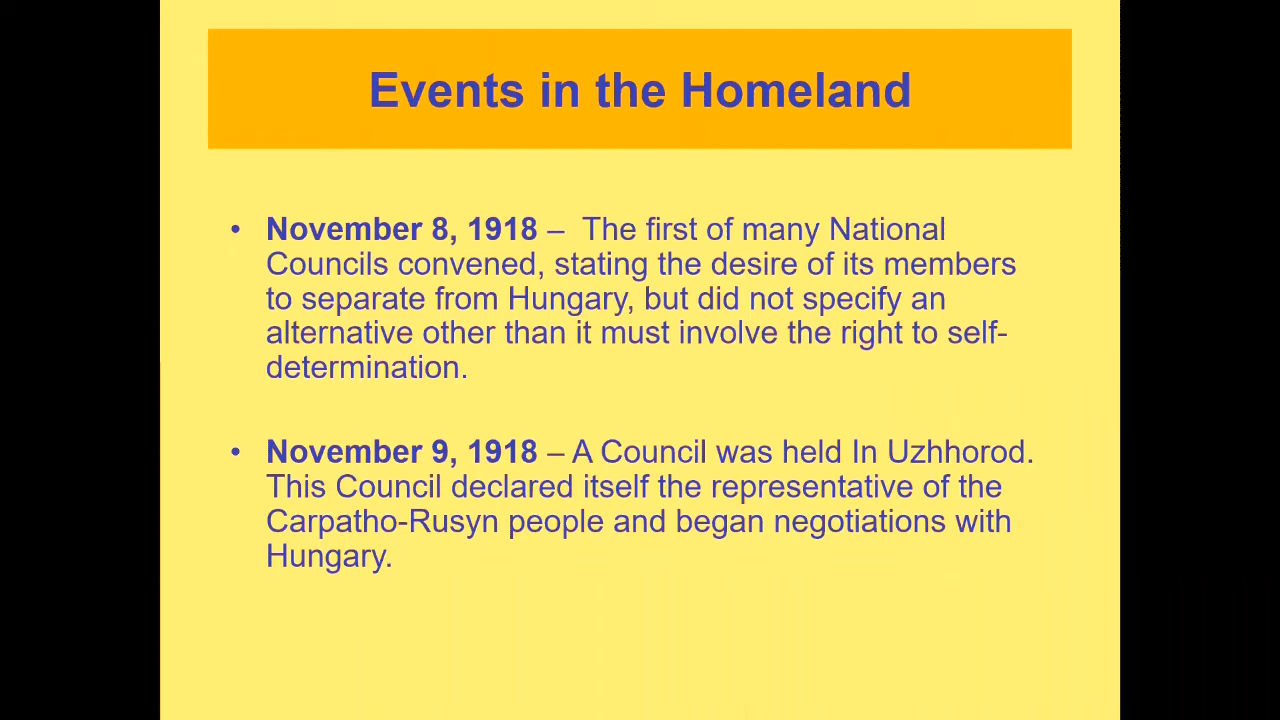 Events in the Homeland
• November 8, 1918 –  The first of many National
Councils convened, stating the desire of its members
to separate from Hungary, but did not specify an
alternative other than it must involve the right to self-
determination.
• November 9, 1918 – A Council was held In Uzhhorod.
This Council declared itself the representative of the
Carpatho-Rusyn people and began negotiations with
Hungary.